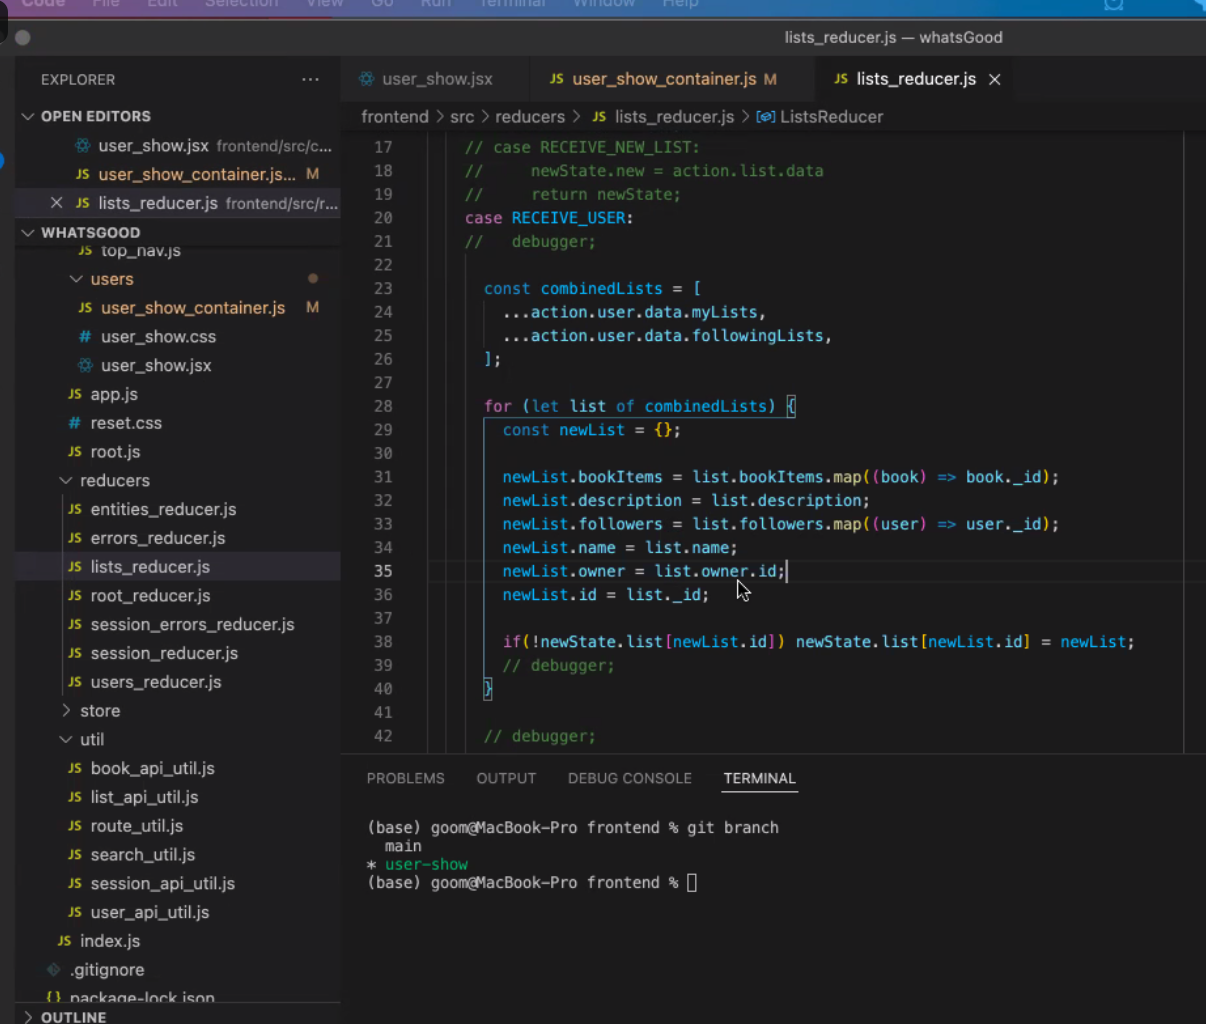 Code File Edit Selection View Go Run Terminal Window Help
lists_reducer.js — whatsGood
EXPLORER ···
user_show.jsx
JS user_show_container.js M
JS lists_reducer.js ×
OPEN EDITORS
user_show.jsx frontend/src/c...
JS user_show_container.js... M
× JS lists_reducer.js frontend/src/r...
WHATSGOOD
JS top_nav.js
users
JS user_show_container.js M
# user_show.css
user_show.jsx
JS app.js
# reset.css
JS root.js
reducers
JS entities_reducer.js
JS errors_reducer.js
JS lists_reducer.js
JS root_reducer.js
JS session_errors_reducer.js
JS session_reducer.js
JS users_reducer.js
store
util
JS book_api_util.js
JS list_api_util.js
JS route_util.js
JS search_util.js
JS session_api_util.js
JS user_api_util.js
JS index.js
.gitignore
{} package-lock.json
OUTLINE
frontend > src > reducers > JS lists_reducer.js > ListsReducer
17 // case RECEIVE_NEW_LIST:
18 //     newState.new = action.list.data
19 //     return newState;
20 case RECEIVE_USER:
21 //   debugger;
22
23 const combinedLists = [
24 ...action.user.data.myLists,
25 ...action.user.data.followingLists,
26 ];
27
28 for (let list of combinedLists) {
29 const newList = {};
30
31 newList.bookItems = list.bookItems.map((book) => book._id);
32 newList.description = list.description;
33 newList.followers = list.followers.map((user) => user._id);
34 newList.name = list.name;
35 newList.owner = list.owner.id;
36 newList.id = list._id;
37
38 if(!newState.list[newList.id]) newState.list[newList.id] = newList;
39 // debugger;
40 }
41
42 // debugger;
PROBLEMS OUTPUT DEBUG CONSOLE TERMINAL
(base) goom@MacBook-Pro frontend % git branch
main
* user-show
(base) goom@MacBook-Pro frontend %